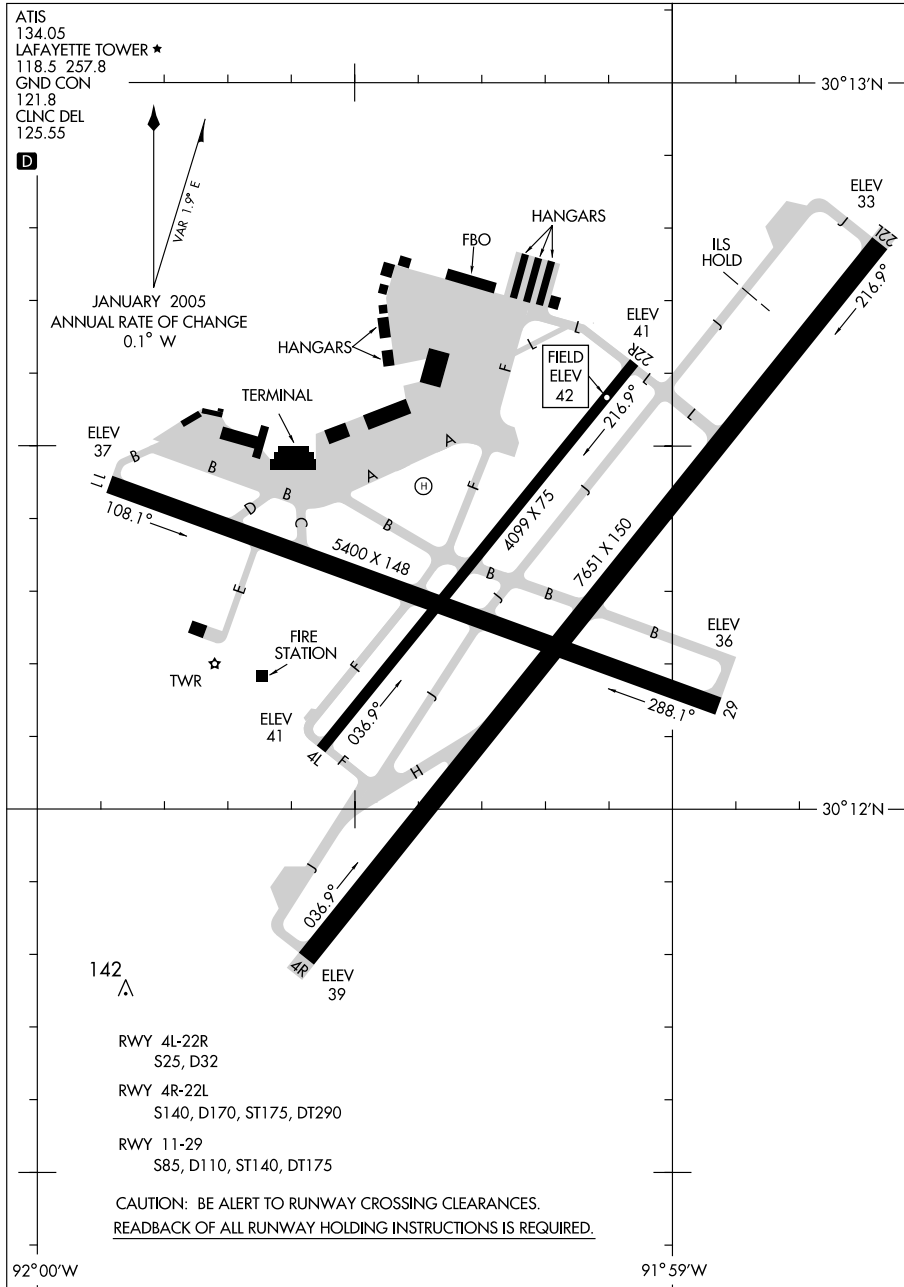 ATIS
134.05
LAFAYETTE TOWER
118.5 257.8
GND CON
121.8
CLNC DEL
125.55
D
VAR 1.9° E
JANUARY 2005
ANNUAL RATE OF CHANGE
0.1° W
30°13'N
ELEV
33
J
22L
216.9°
ILS
HOLD
J
HANGARS
FBO
HANGARS
L
L
F
ELEV
41
22R
L
L
FIELD
ELEV
42
216.9°
TERMINAL
ELEV
37
B
B
B
A
A
F
H
J
11
108.1°
D
C
B
4099 X 75
7651 X 150
5400 X 148
E
B
B
B
J
ELEV
36
FIRE
STATION
TWR
F
288.1°
29
ELEV
41
036.9°
J
4L
F
H
30°12'N
J
036.9°
4R
ELEV
39
142
RWY 4L-22R
S25, D32
RWY 4R-22L
S140, D170, ST175, DT290
RWY 11-29
S85, D110, ST140, DT175
CAUTION: BE ALERT TO RUNWAY CROSSING CLEARANCES.
READBACK OF ALL RUNWAY HOLDING INSTRUCTIONS IS REQUIRED.
92°00'W
91°59'W